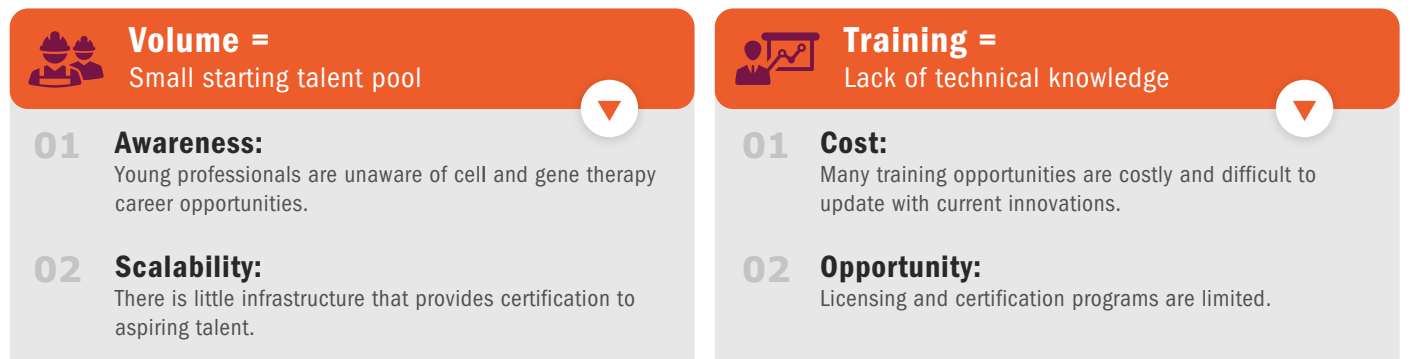 Volume =
Small starting talent pool
01
Awareness:
Young professionals are unaware of cell and gene therapy
career opportunities.
02
Scalability:
There is little infrastructure that provides certification to
aspiring talent.
Training =
Lack of technical knowledge
01
Cost:
Many training opportunities are costly and difficult to
update with current innovations.
02
Opportunity:
Licensing and certification programs are limited.